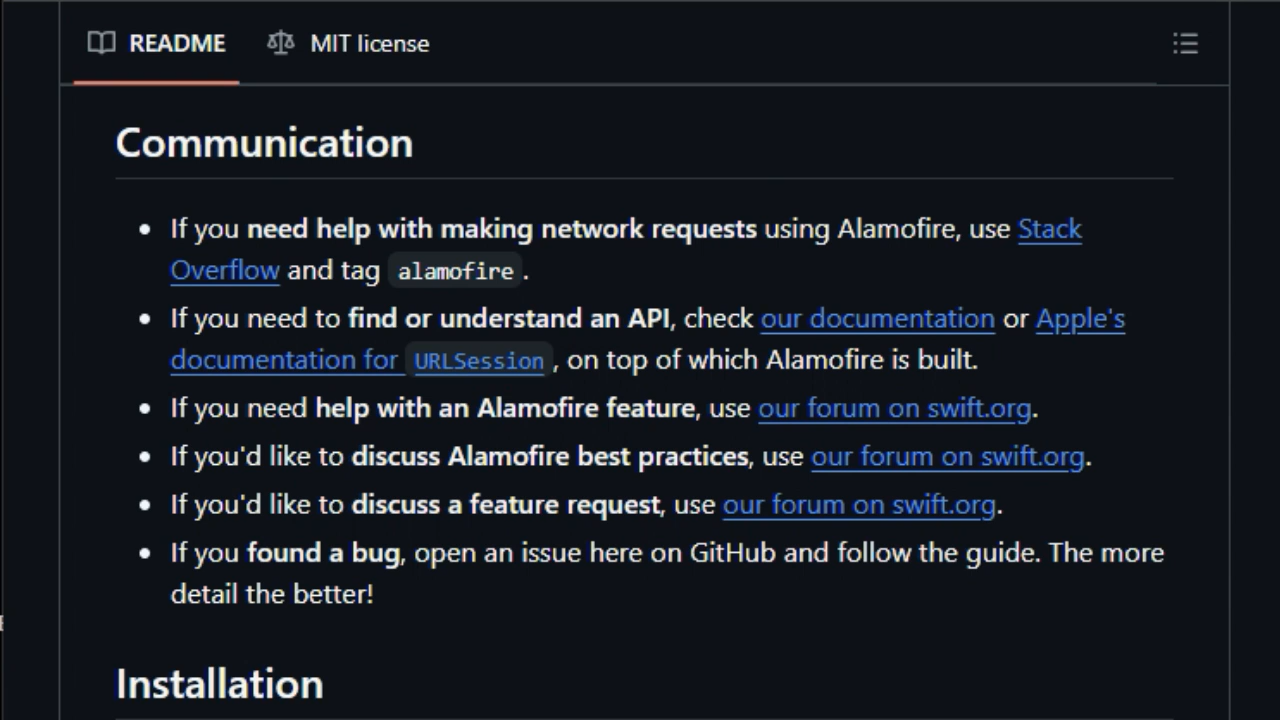 README MIT license
Communication
If you need help with making network requests using Alamofire, use Stack
Overflow and tag alamofire.
If you need to find or understand an API, check our documentation or Apple's
documentation for URLSession, on top of which Alamofire is built.
If you need help with an Alamofire feature, use our forum on swift.org.
If you'd like to discuss Alamofire best practices, use our forum on swift.org.
If you'd like to discuss a feature request, use our forum on swift.org.
If you found a bug, open an issue here on GitHub and follow the guide. The more
detail the better!
Installation